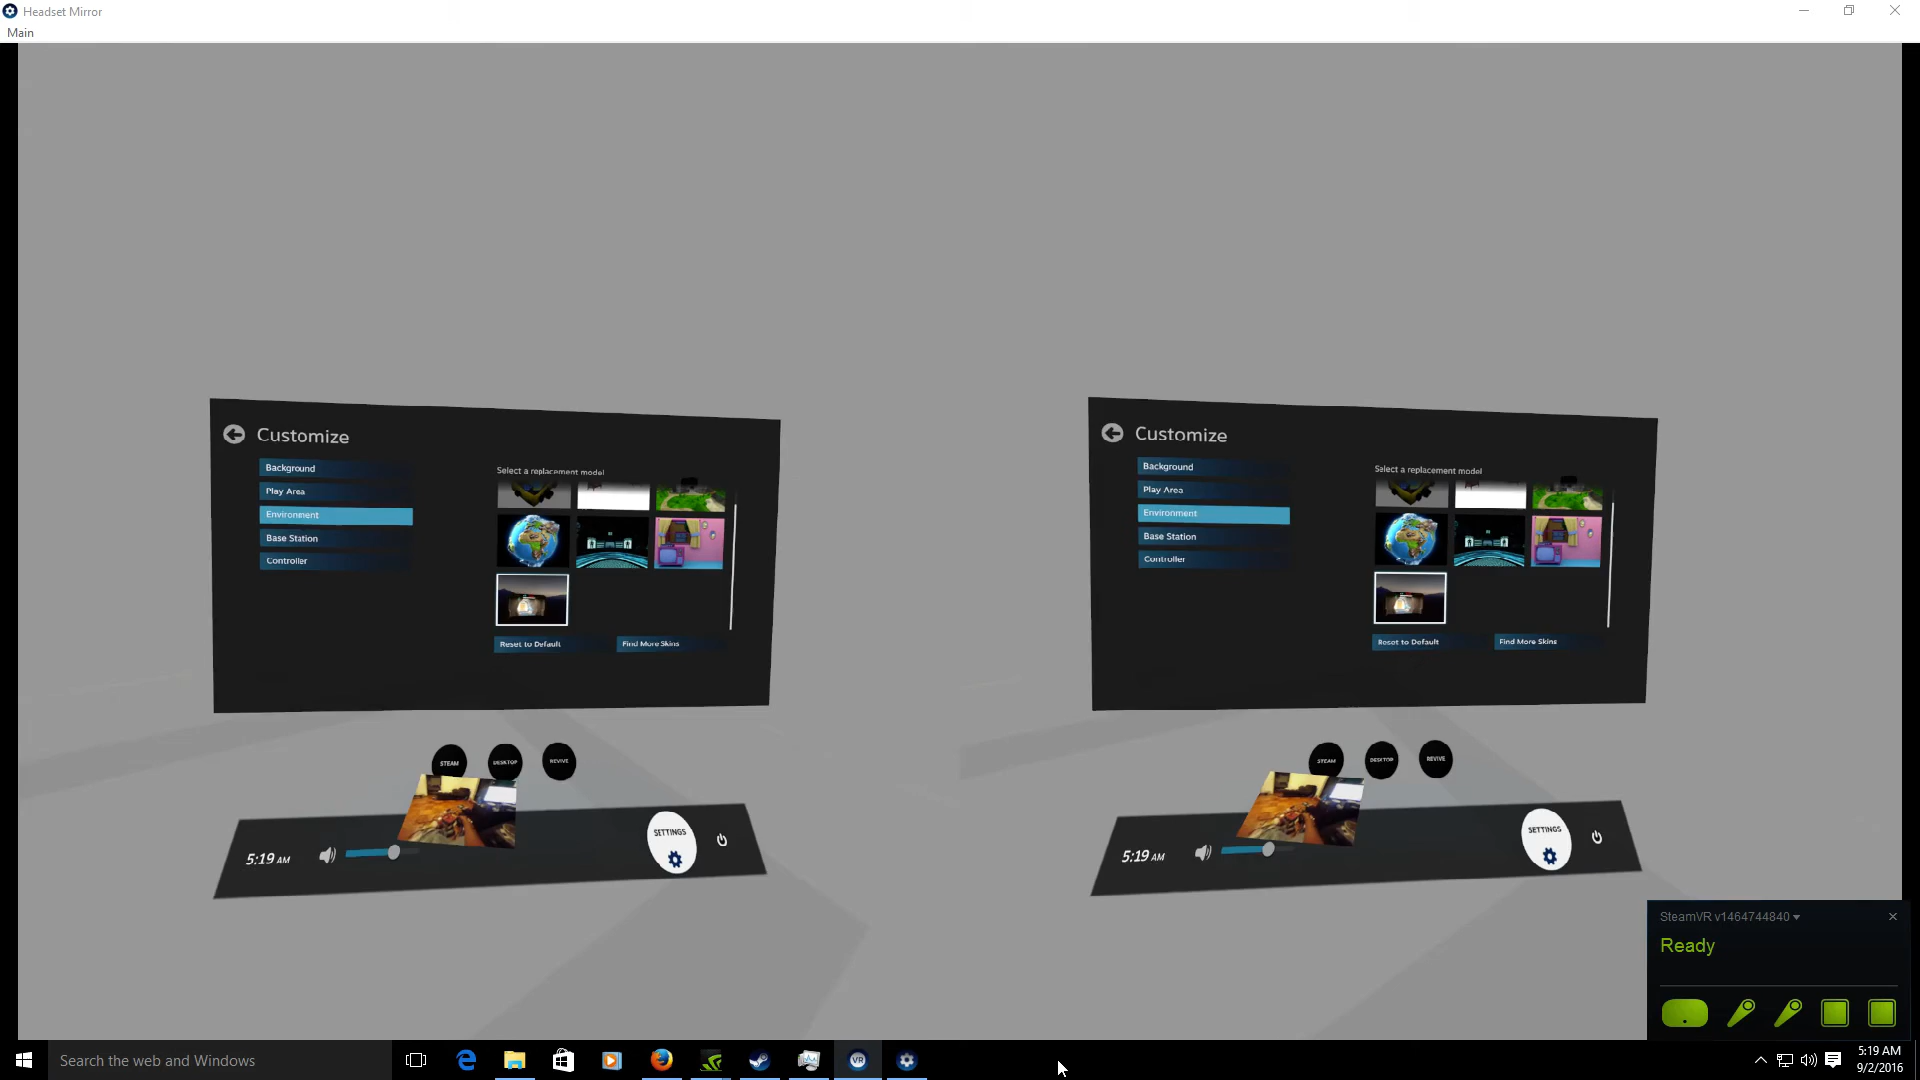 Headset Mirror
Main
Customize
Background
Play Area
Environment
Base Station
Controller
Select a replacement model
Reset to Default
Find More Skins
STEAM
DESKTOP
REVIVE
5:19 AM
SETTINGS
Customize
Background
Play Area
Environment
Base Station
Controller
Select a replacement model
Reset to Default
Find More Skins
STEAM
DESKTOP
REVIVE
5:19 AM
SETTINGS
SteamVR v1464744840
Ready
Search the web and Windows
VR
5:19 AM
9/2/2016